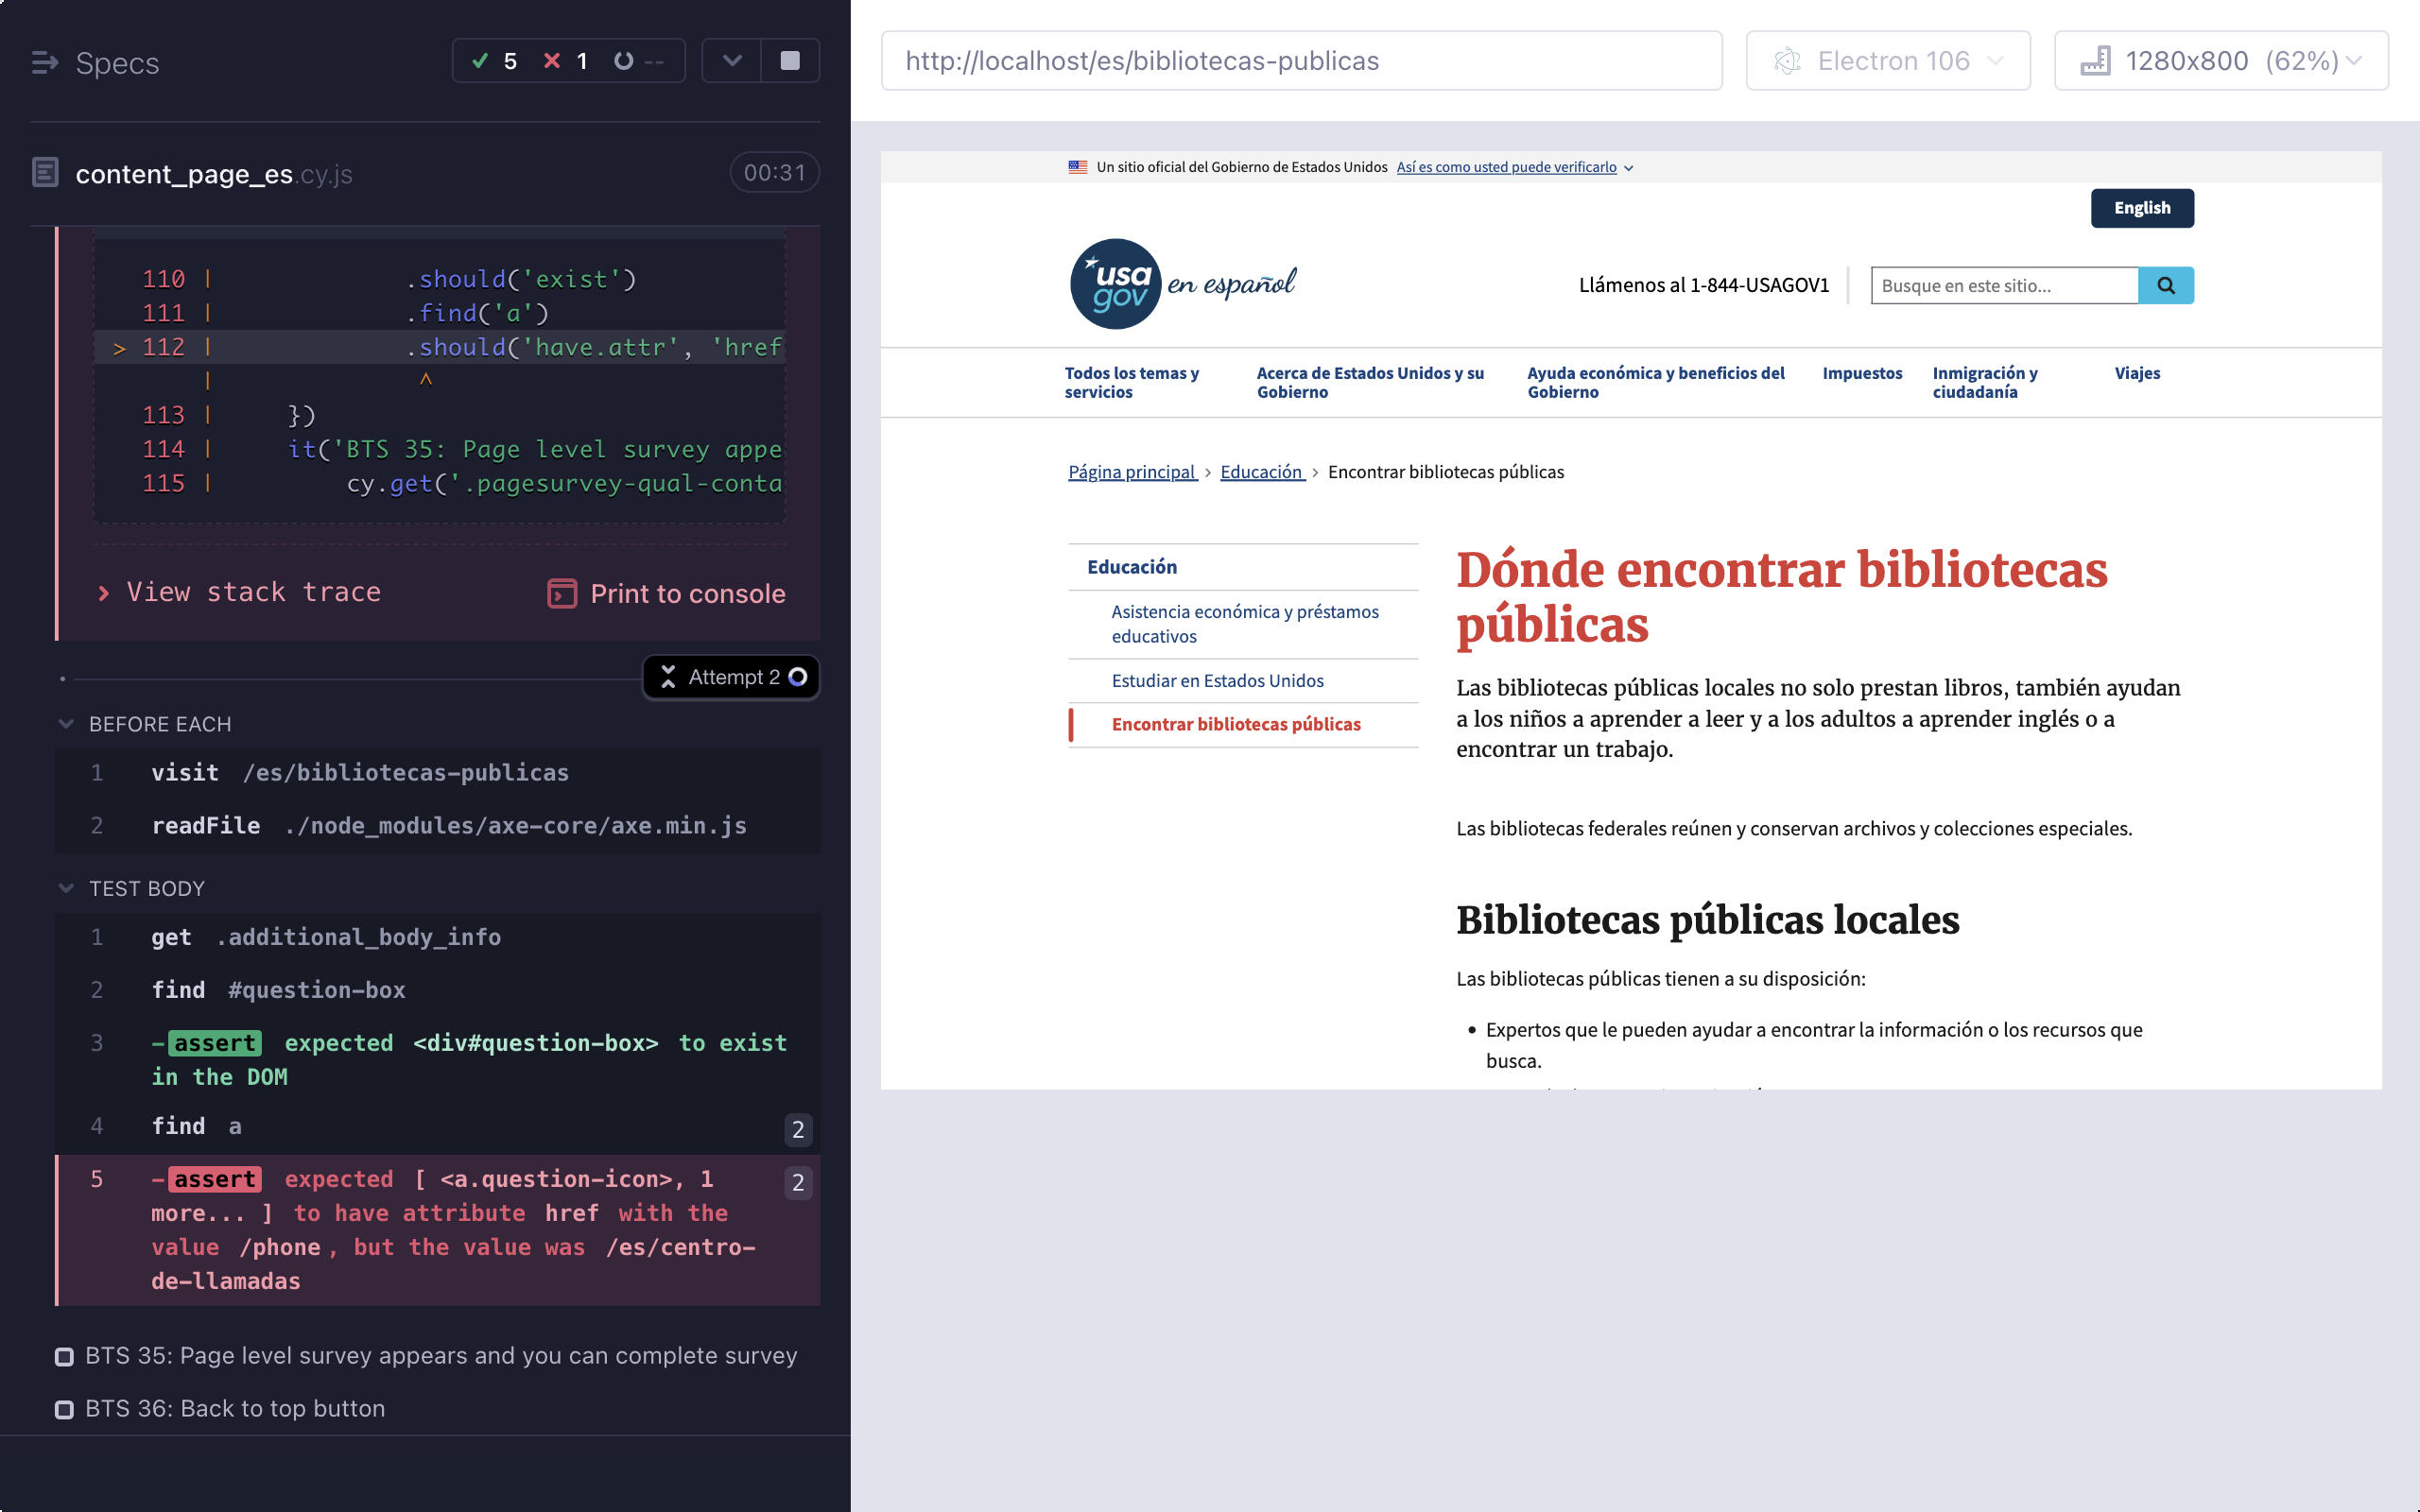 Specs
5 1 --
content_page_es.cy.js
00:31
110 | .should('exist')
111 | .find('a')
> 112 | .should('have.attr', 'href
| ^
113 | })
114 | it('BTS 35: Page level survey appe
115 | cy.get('.pagesurvey-qual-conta
View stack trace
Print to console
Attempt 2
BEFORE EACH
1 visit /es/bibliotecas-publicas
2 readFile ./node_modules/axe-core/axe.min.js
TEST BODY
1 get .additional_body_info
2 find #question-box
3 -assert expected <div#question-box> to exist
in the DOM
4 find a 2
5 -assert expected [ <a.question-icon>, 1 2
more... ] to have attribute href with the
value /phone, but the value was /es/centro-
de-llamadas
BTS 35: Page level survey appears and you can complete survey
BTS 36: Back to top button
http://localhost/es/bibliotecas-publicas
Electron 106
1280x800 (62%)
Un sitio oficial del Gobierno de Estados Unidos Así es como usted puede verificarlo
English
usa
gov
en español
Llámenos al 1-844-USAGOV1
Busque en este sitio...
Todos los temas y
servicios
Acerca de Estados Unidos y su
Gobierno
Ayuda económica y beneficios del
Gobierno
Impuestos
Inmigración y
ciudadanía
Viajes
Página principal › Educación › Encontrar bibliotecas públicas
Educación
Asistencia económica y préstamos
educativos
Estudiar en Estados Unidos
Encontrar bibliotecas públicas
Dónde encontrar bibliotecas
públicas
Las bibliotecas públicas locales no solo prestan libros, también ayudan
a los niños a aprender a leer y a los adultos a aprender inglés o a
encontrar un trabajo.
Las bibliotecas federales reúnen y conservan archivos y colecciones especiales.
Bibliotecas públicas locales
Las bibliotecas públicas tienen a su disposición:
• Expertos que le pueden ayudar a encontrar la información o los recursos que
busca.